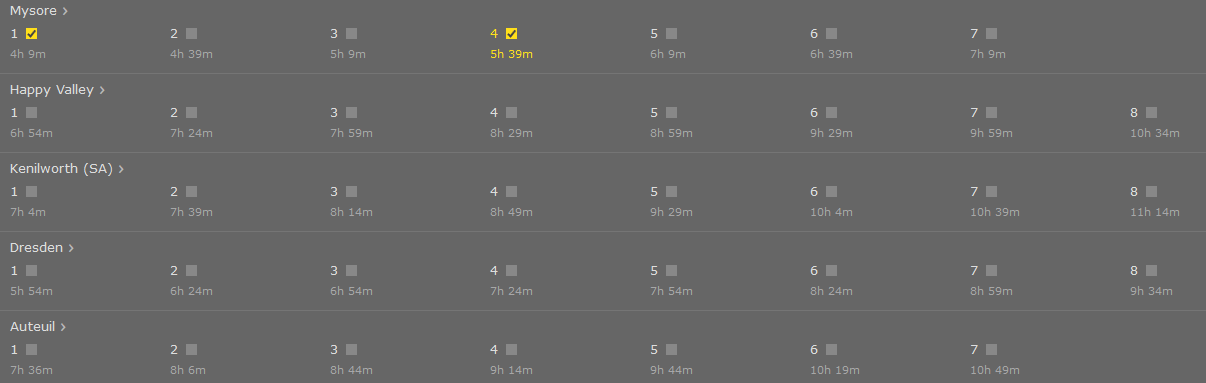 Mysore
1 2 3 4 5 6 7
4h 9m 4h 39m 5h 9m 5h 39m 6h 9m 6h 39m 7h 9m
Happy Valley
1 2 3 4 5 6 7 8
6h 54m 7h 24m 7h 59m 8h 29m 8h 59m 9h 29m 9h 59m 10h 34m
Kenilworth (SA)
1 2 3 4 5 6 7 8
7h 4m 7h 39m 8h 14m 8h 49m 9h 29m 10h 4m 10h 39m 11h 14m
Dresden
1 2 3 4 5 6 7 8
5h 54m 6h 24m 6h 54m 7h 24m 7h 54m 8h 24m 8h 59m 9h 34m
Auteuil
1 2 3 4 5 6 7
7h 36m 8h 6m 8h 44m 9h 14m 9h 44m 10h 19m 10h 49m